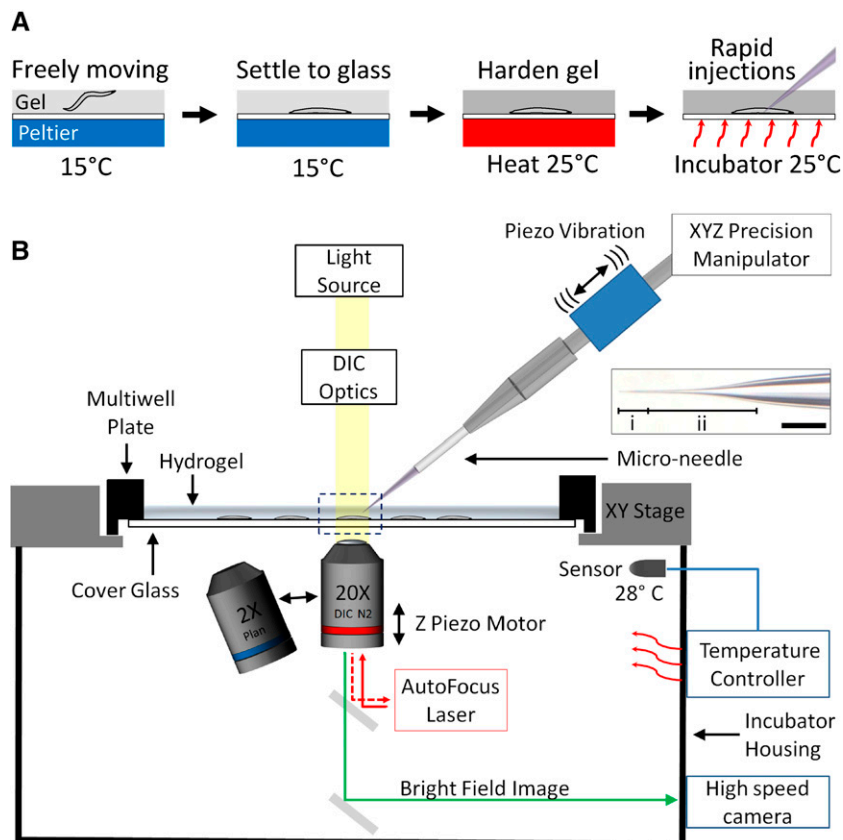 A
Freely moving
Settle to glass
Harden gel
Rapid
injections
Gel
Peltier
15°C
15°C
Heat 25°C
Incubator 25°C
B
Light
Source
Piezo Vibration
XYZ Precision
Manipulator
DIC
Optics
Multiwell
Plate
Hydrogel
i
ii
Micro-needle
XY Stage
Cover Glass
2X
Plan
20X
DIC N2
Z Piezo Motor
Sensor
28° C
Temperature
Controller
AutoFocus
Laser
Incubator
Housing
Bright Field Image
High speed
camera